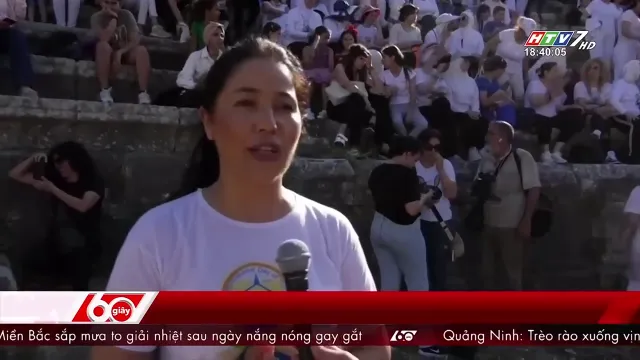 HTV7 HD
18:40:05
60 giây
Miền Bắc sắp mưa to giải nhiệt sau ngày nắng nóng gay gắt 60 Quảng Ninh: Trèo rào xuống vịn